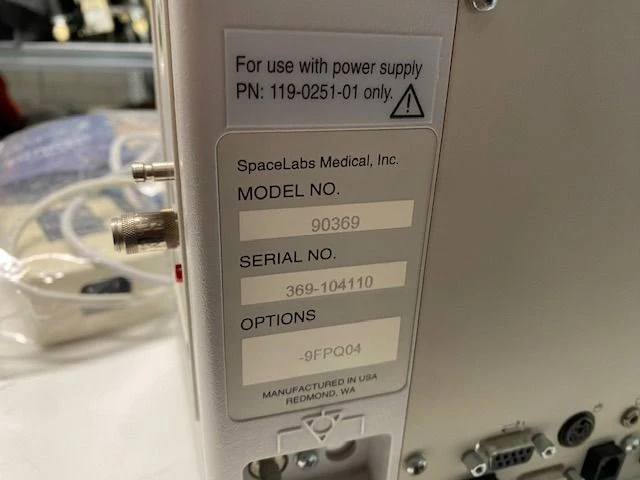 For use with power supply
PN: 119-0251-01 only.
SpaceLabs Medical, Inc.
MODEL NO.
90369
SERIAL NO.
369-104110
OPTIONS
-9FPQ04
MANUFACTURED IN USA
REDMOND, WA